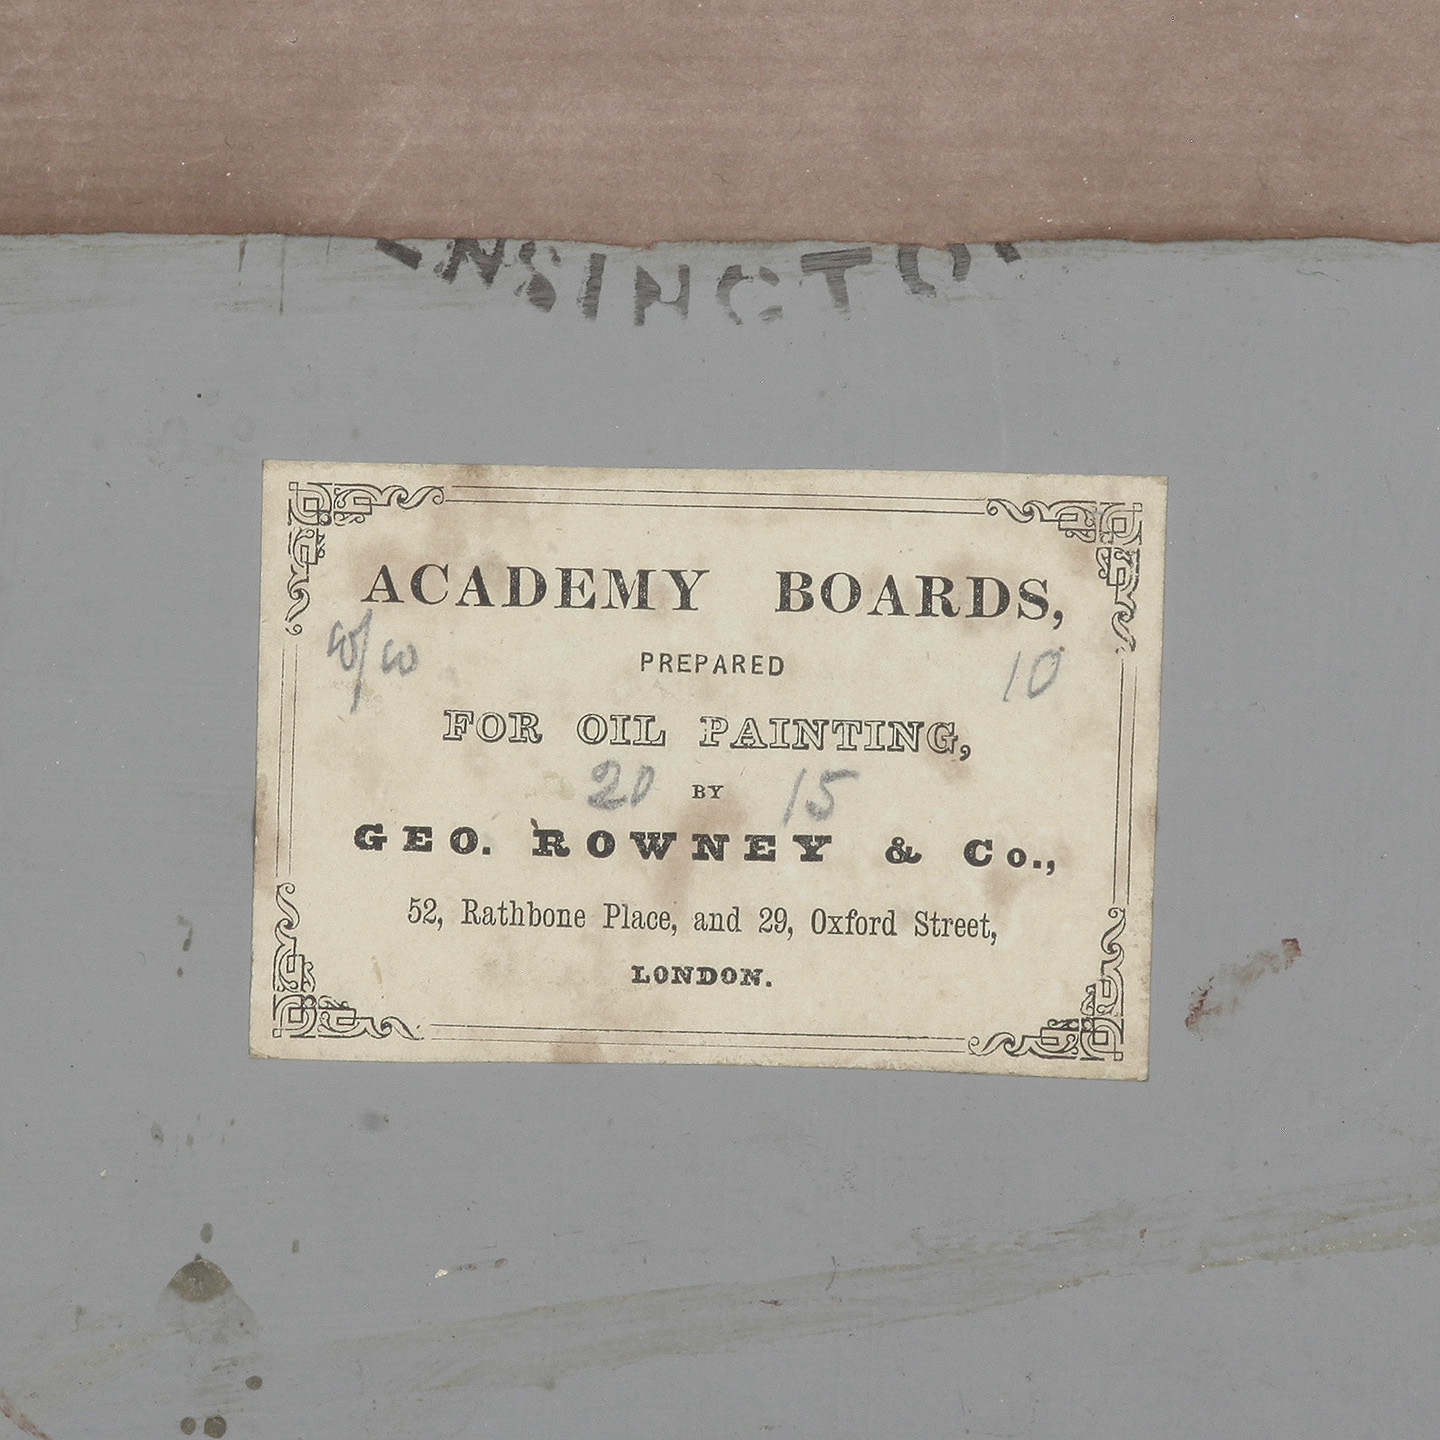 ENSINGTO
ACADEMY BOARDS,
10
PREPARED
FOR OIL PAINTING,
20 BY 15
GEO. ROWNEY & Co.,
52, Rathbone Place, and 29, Oxford Street,
LONDON.